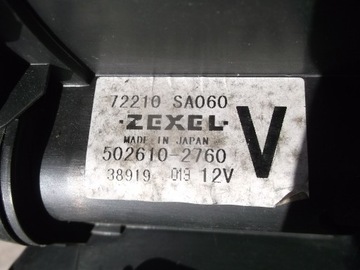 72210 SA060
·ZEXEL·
MADE IN JAPAN
502610-2760
38919 019 12V
V